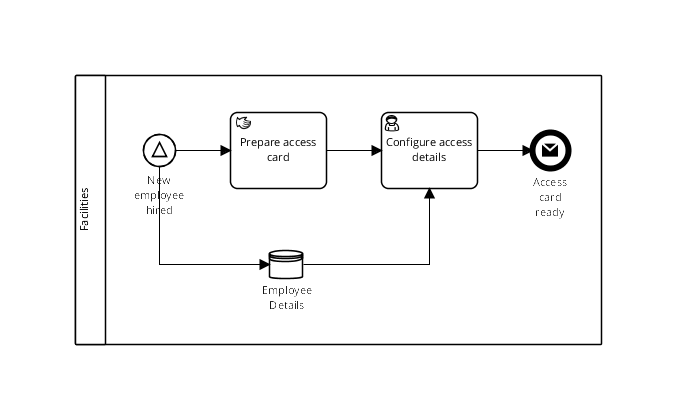 Facilities
New
employee
hired
Prepare access
card
Configure access
details
Access
card
ready
Employee
Details